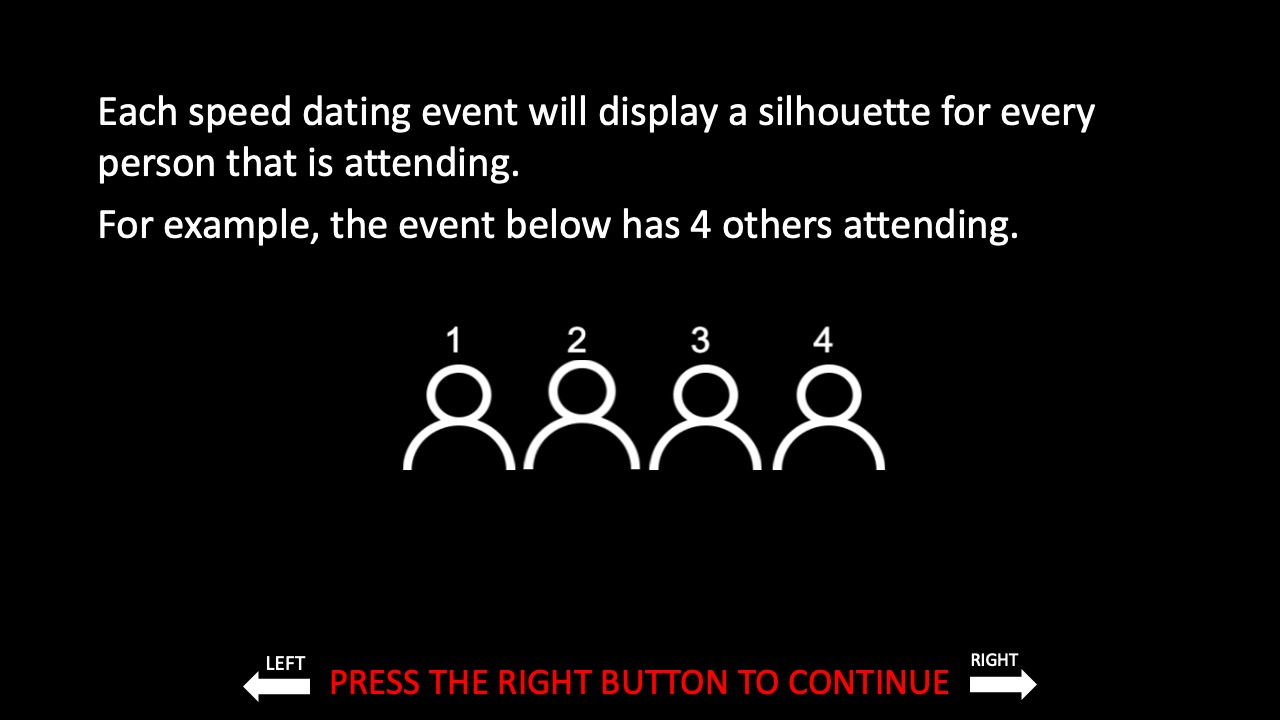 Each speed dating event will display a silhouette for every
person that is attending.
For example, the event below has 4 others attending.
1 2 3 4
LEFT
PRESS THE RIGHT BUTTON TO CONTINUE
RIGHT